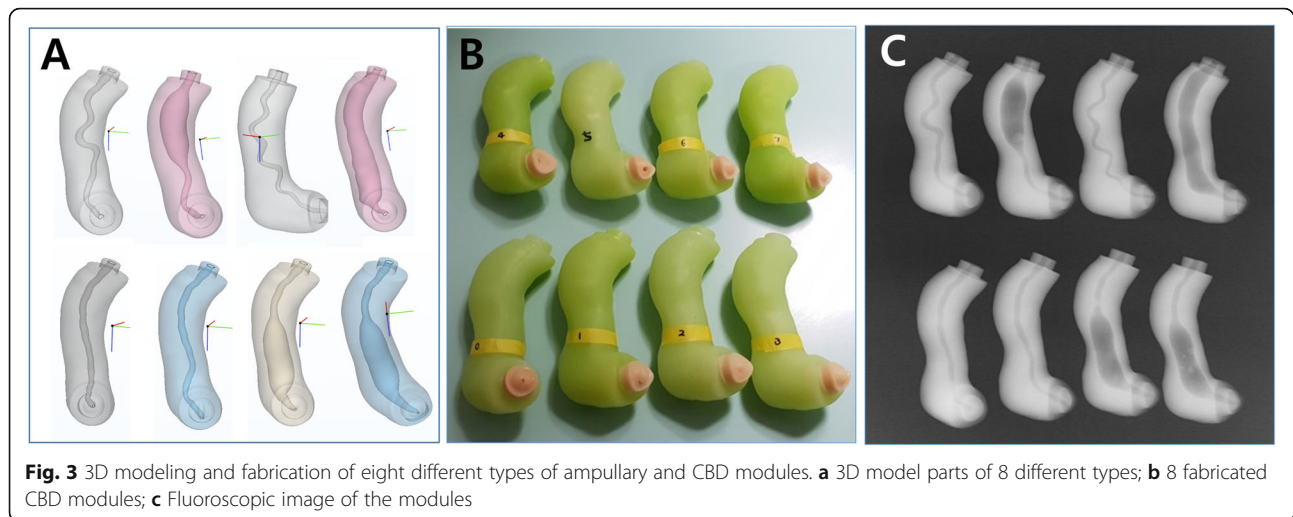 A
B
C
4
5
6
7
0
1
2
3
Fig. 3 3D modeling and fabrication of eight different types of ampullary and CBD modules. a 3D model parts of 8 different types; b 8 fabricated
CBD modules; c Fluoroscopic image of the modules